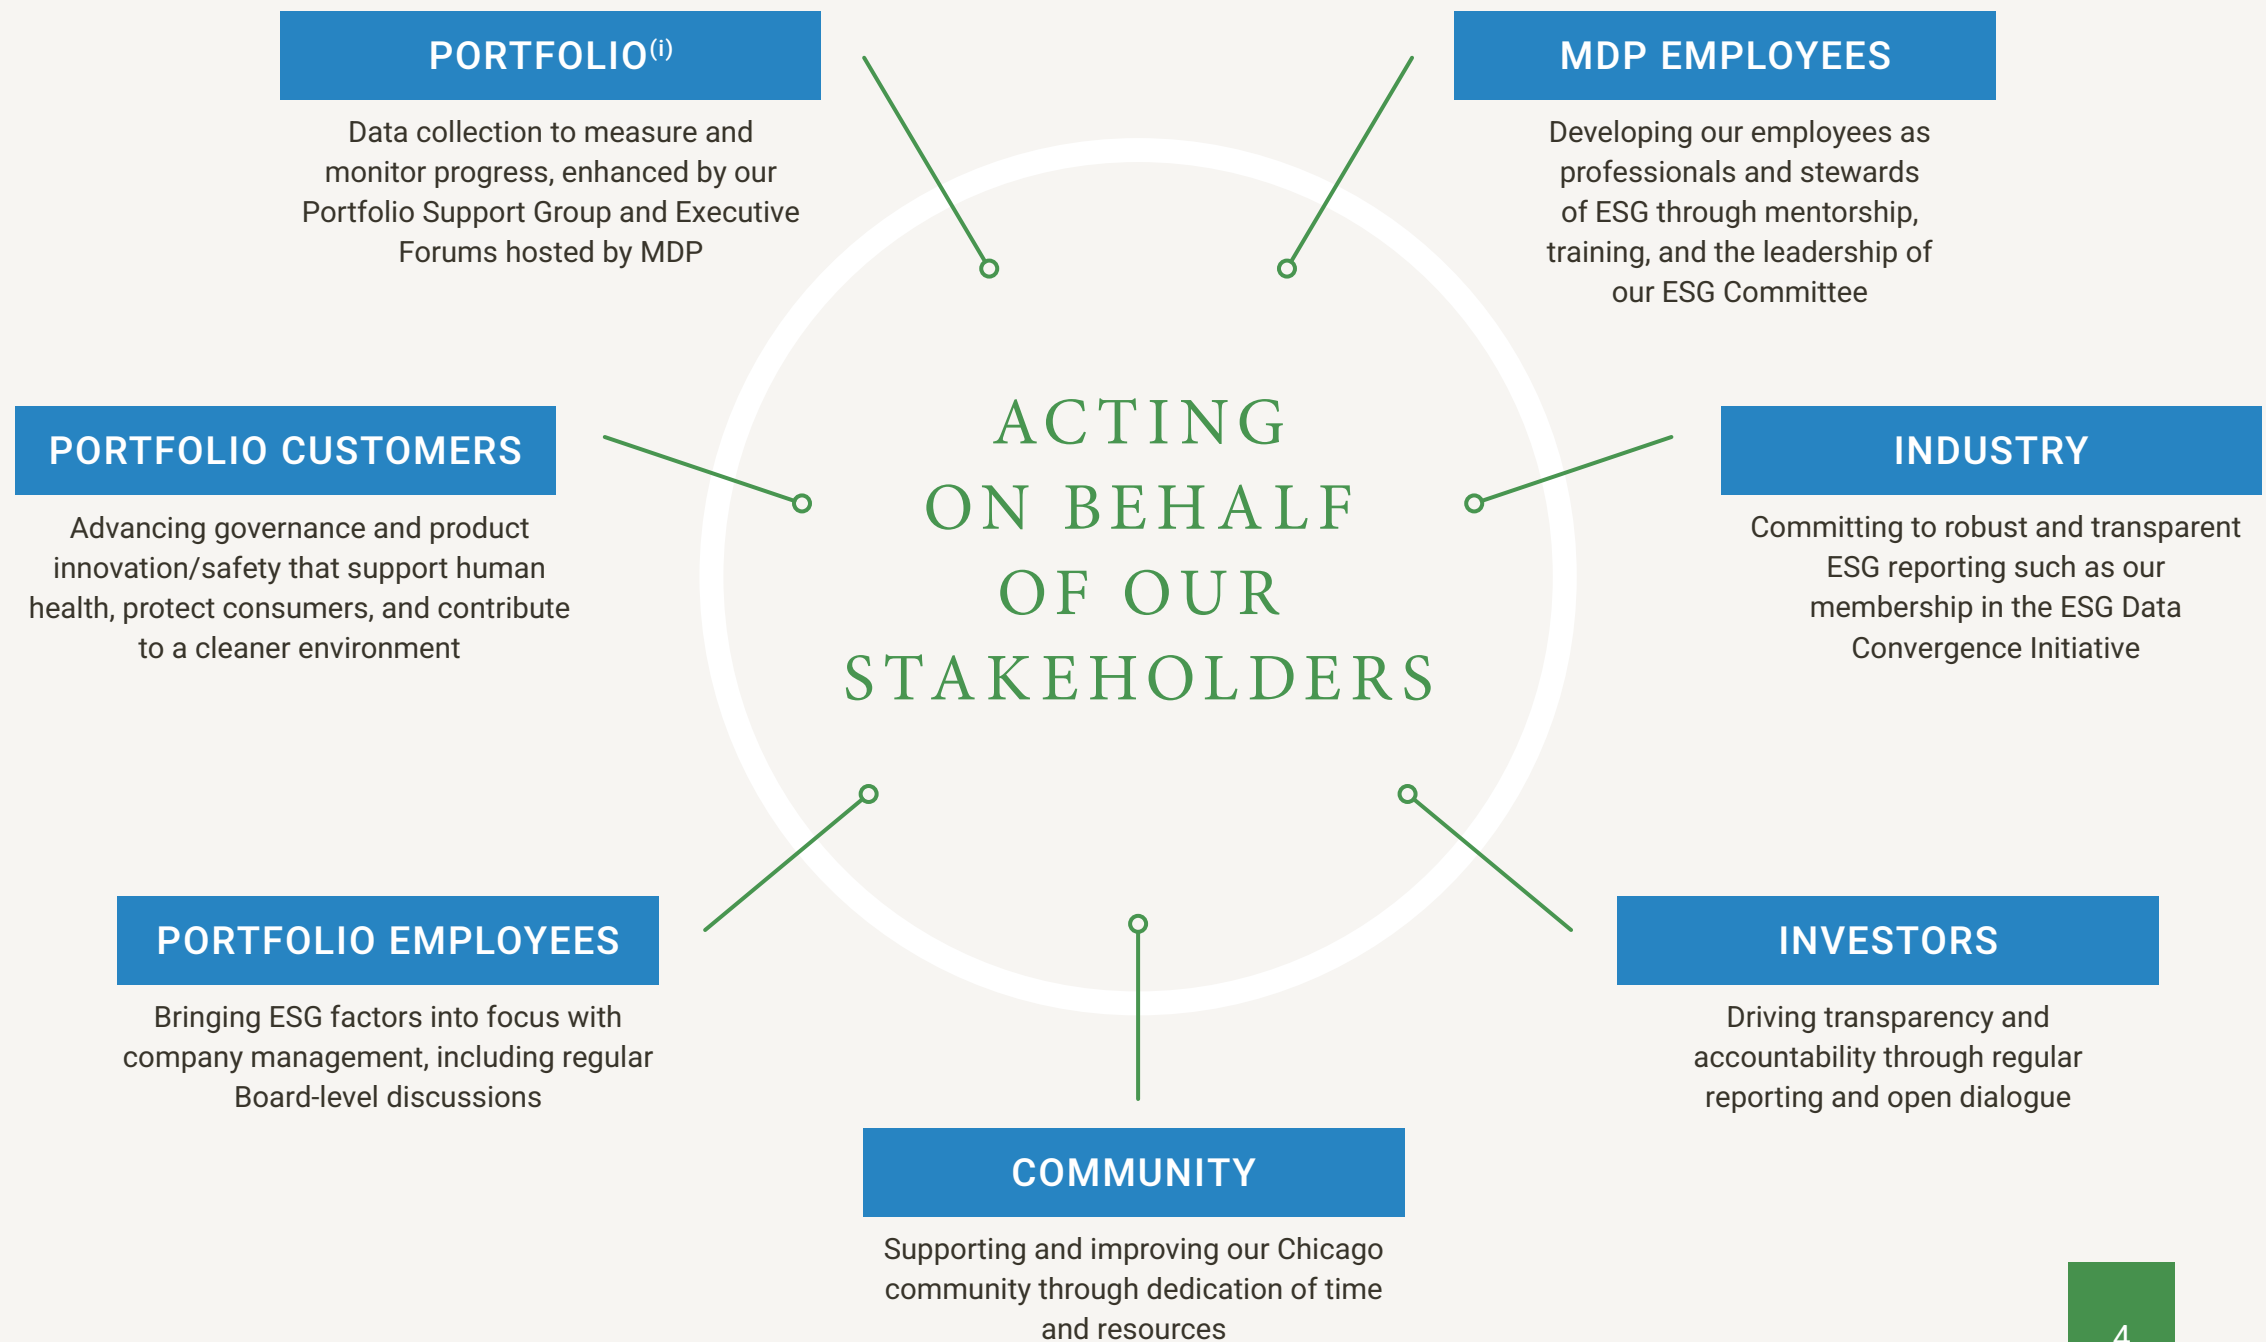 PORTFOLIO(i)
Data collection to measure and
monitor progress, enhanced by our
Portfolio Support Group and Executive
Forums hosted by MDP
MDP EMPLOYEES
Developing our employees as
professionals and stewards
of ESG through mentorship,
training, and the leadership of
our ESG Committee
PORTFOLIO CUSTOMERS
Advancing governance and product
innovation/safety that support human
health, protect consumers, and contribute
to a cleaner environment
ACTING
ON BEHALF
OF OUR
STAKEHOLDERS
INDUSTRY
Committing to robust and transparent
ESG reporting such as our
membership in the ESG Data
Convergence Initiative
PORTFOLIO EMPLOYEES
Bringing ESG factors into focus with
company management, including regular
Board-level discussions
INVESTORS
Driving transparency and
accountability through regular
reporting and open dialogue
COMMUNITY
Supporting and improving our Chicago
community through dedication of time
and resources
4